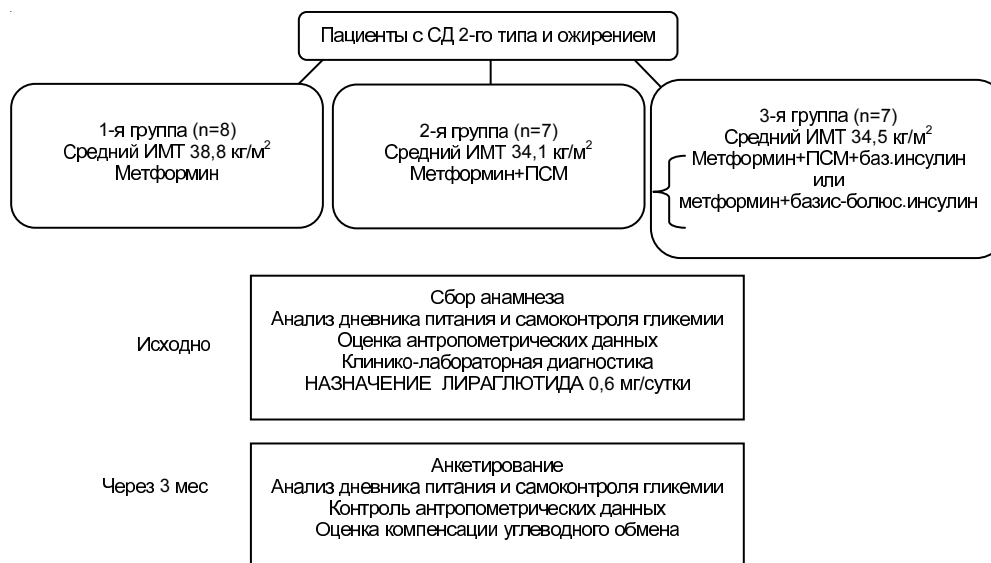 Пациенты с СД 2-го типа и ожирением
1-я группа (n=8)
Средний ИМТ 38,8 кг/м²
Метформин
2-я группа (n=7)
Средний ИМТ 34,1 кг/м²
Метформин+ПСМ
3-я группа (n=7)
Средний ИМТ 34,5 кг/м²
Метформин+ПСМ+баз.инсулин
или
метформин+базис-болюс.инсулин
Исходно
Сбор анамнеза
Анализ дневника питания и самоконтроля гликемии
Оценка антропометрических данных
Клинико-лабораторная диагностика
НАЗНАЧЕНИЕ ЛИРАГЛЮТИДА 0,6 мг/сутки
Через 3 мес
Анкетирование
Анализ дневника питания и самоконтроля гликемии
Контроль антропометрических данных
Оценка компенсации углеводного обмена